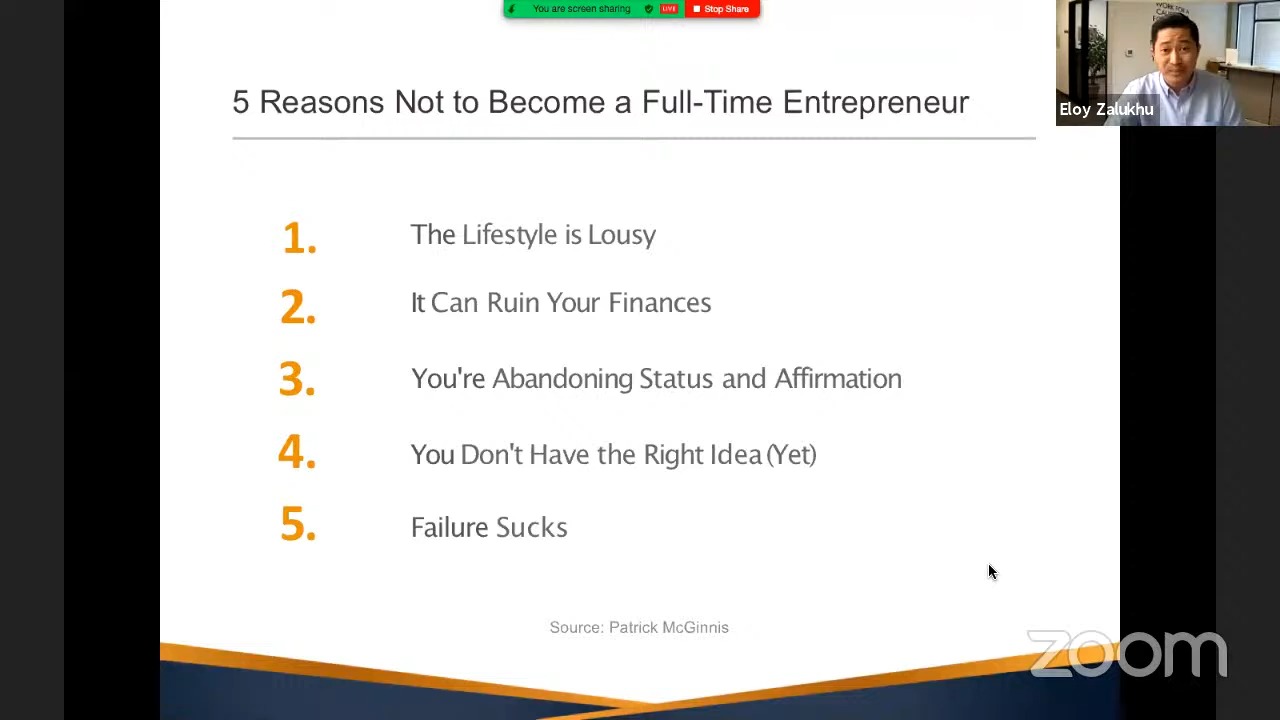 You are screen sharing LIVE Stop Share
5 Reasons Not to Become a Full-Time Entrepreneur
Eloy Zalukhu
1. The Lifestyle is Lousy
2. It Can Ruin Your Finances
3. You're Abandoning Status and Affirmation
4. You Don't Have the Right Idea (Yet)
5. Failure Sucks
Source: Patrick McGinnis
zoom